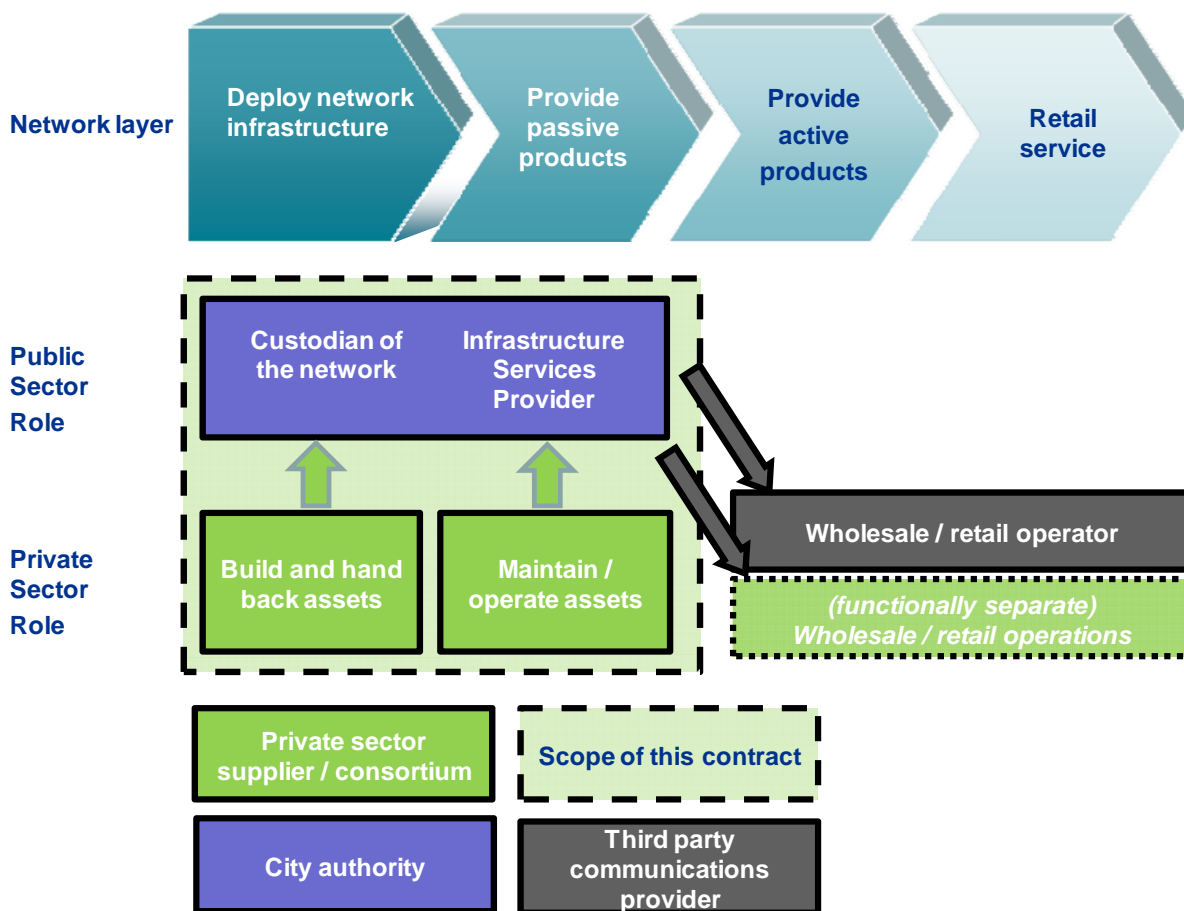 Network layer
Deploy network
infrastructure
Provide
passive
products
Provide
active
products
Retail
service
Public
Sector
Role
Custodian of
the network
Infrastructure
Services
Provider
Private
Sector
Role
Build and hand
back assets
Maintain /
operate assets
Wholesale / retail operator
(functionally separate)
Wholesale / retail operations
Private sector
supplier / consortium
Scope of this contract
City authority
Third party
communications
provider